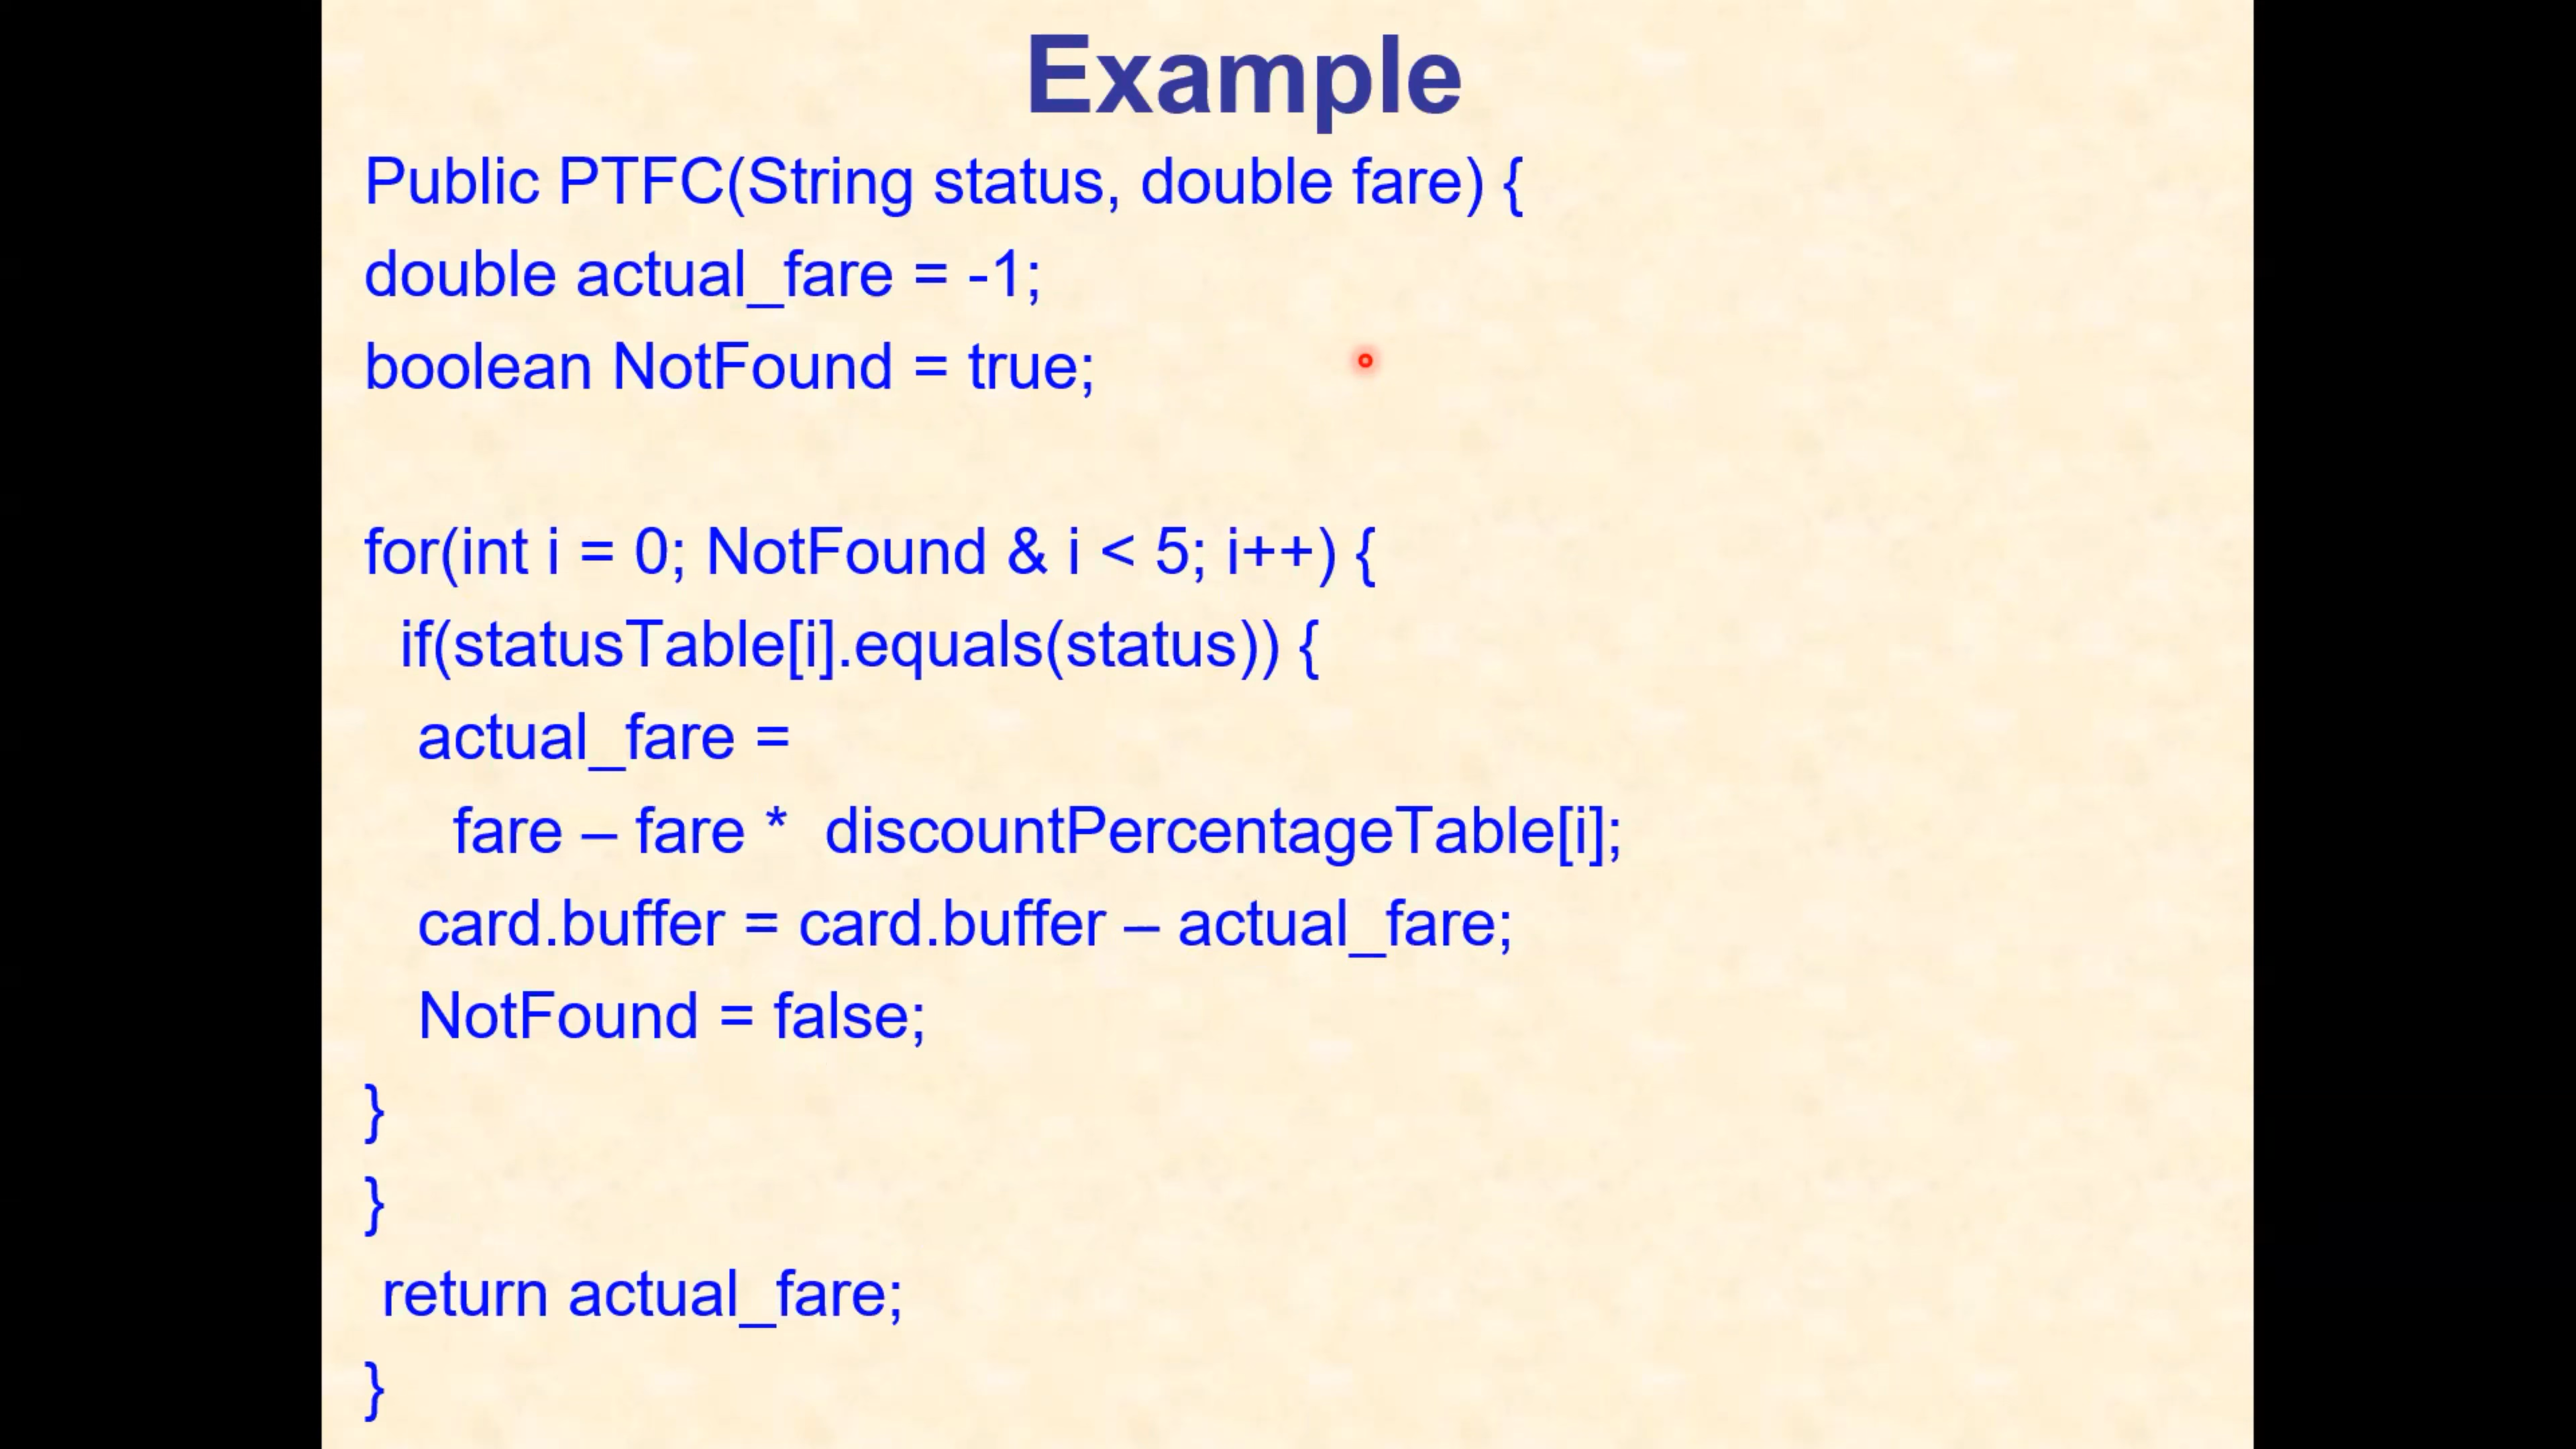 Example
Public PTFC(String status, double fare) {
double actual_fare = -1;
boolean NotFound = true;
for(int i = 0; NotFound & i < 5; i++) {
if(statusTable[i].equals(status)) {
actual_fare =
fare – fare *  discountPercentageTable[i];
card.buffer = card.buffer – actual_fare;
NotFound = false;
}
}
return actual_fare;
}